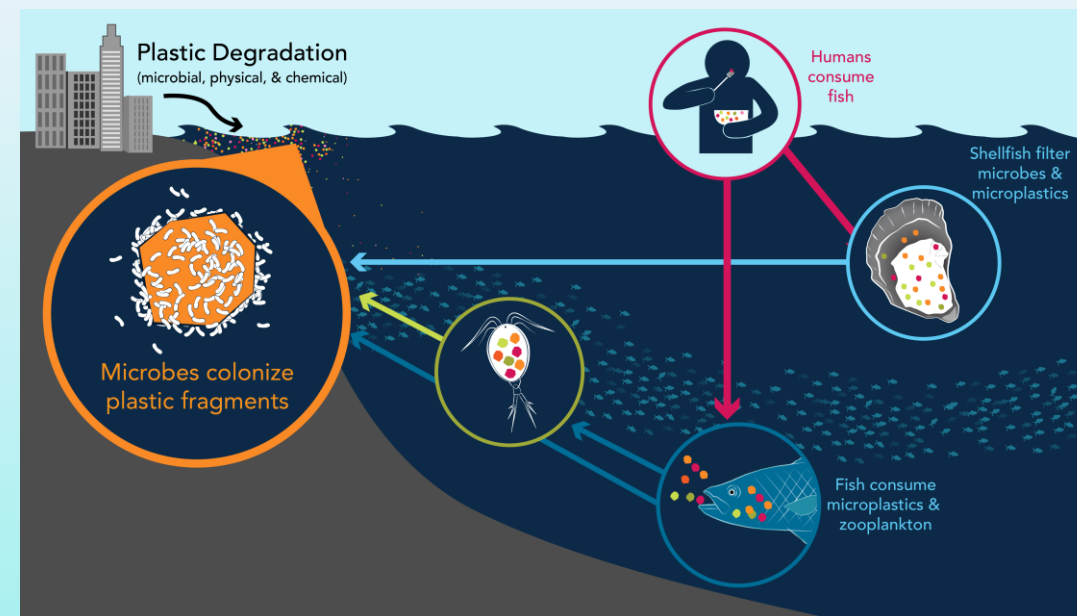 Plastic Degradation
(microbial, physical, & chemical)
Humans
consume
fish
Shellfish filter
microbes &
microplastics
Microbes colonize
plastic fragments
Fish consume
microplastics &
zooplankton